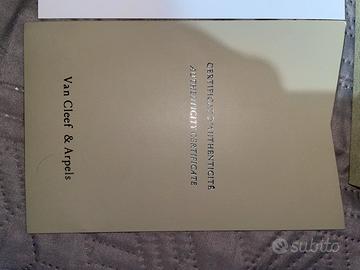 CERTIFICAT D'AUTHENTICITÉ
AUTHENTICITY CERTIFICATE
Van Cleef & Arpels
subito